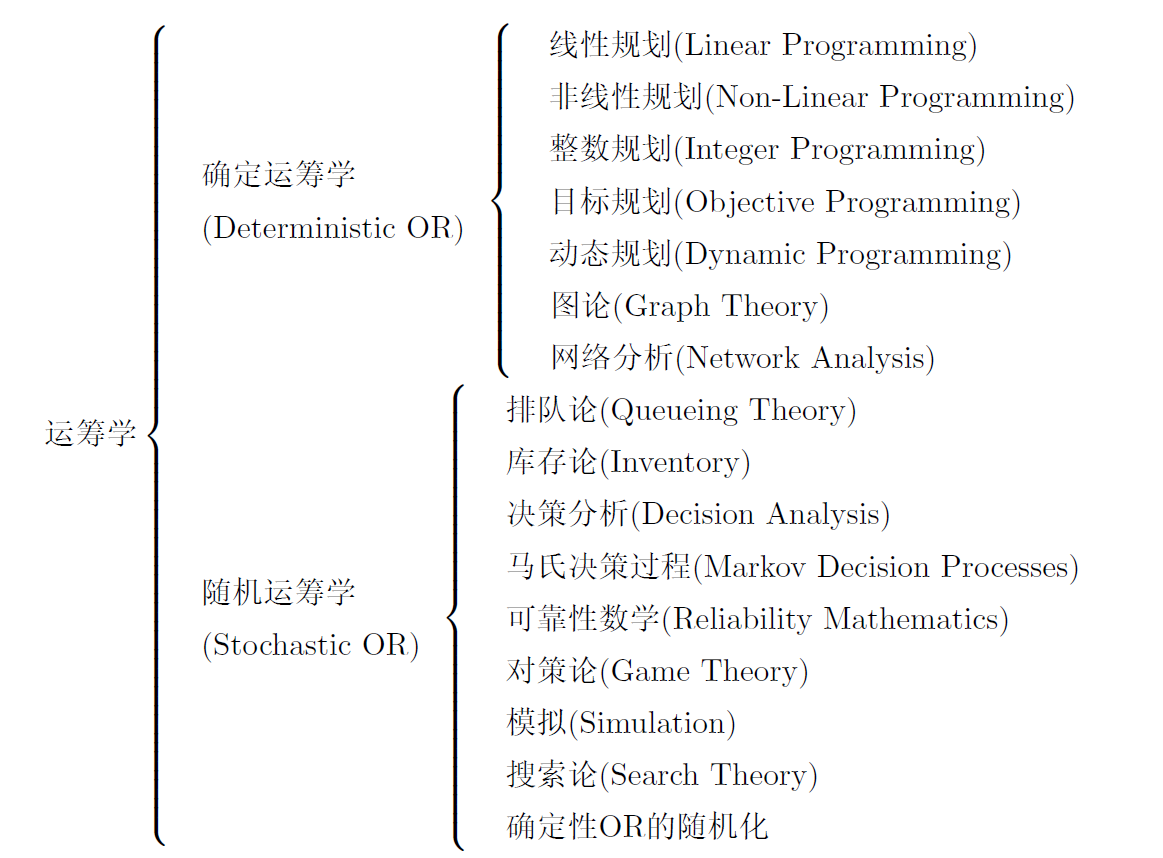 运筹学
确定运筹学
(Deterministic OR)
线性规划(Linear Programming)
非线性规划(Non-Linear Programming)
整数规划(Integer Programming)
目标规划(Objective Programming)
动态规划(Dynamic Programming)
图论(Graph Theory)
网络分析(Network Analysis)
随机运筹学
(Stochastic OR)
排队论(Queueing Theory)
库存论(Inventory)
决策分析(Decision Analysis)
马氏决策过程(Markov Decision Processes)
可靠性数学(Reliability Mathematics)
对策论(Game Theory)
模拟(Simulation)
搜索论(Search Theory)
确定性OR的随机化